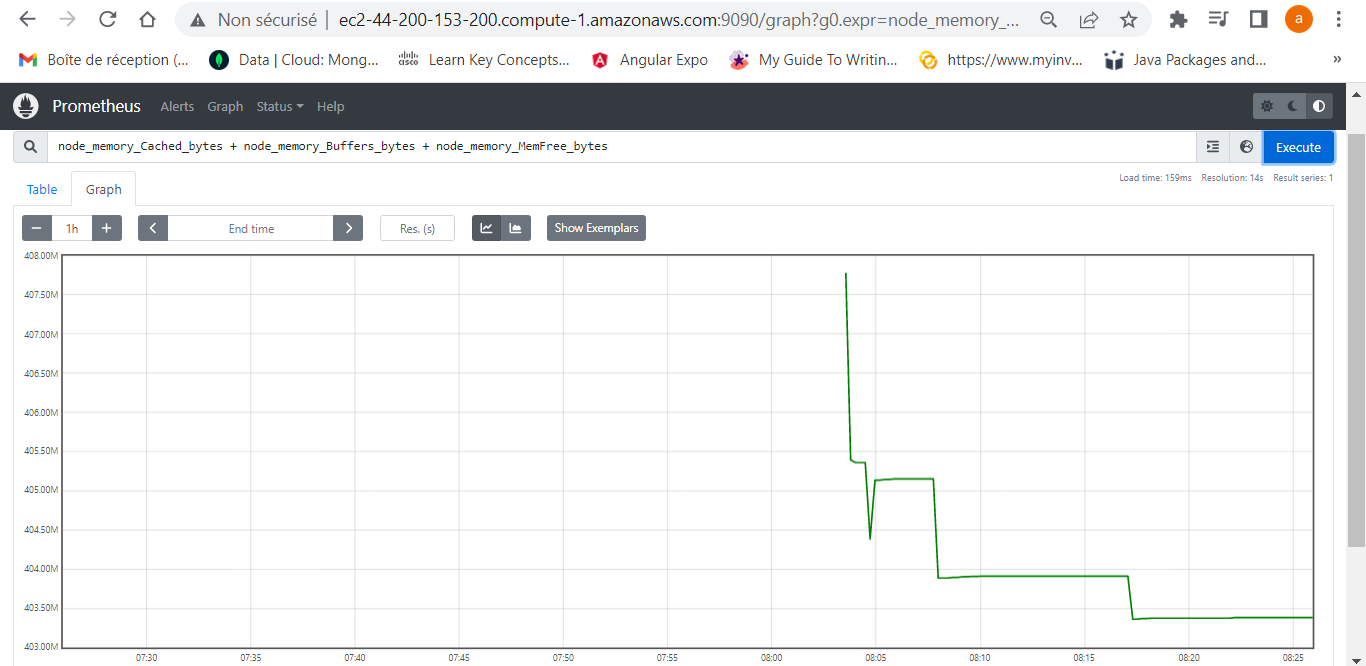 Non sécurisé | ec2-44-200-153-200.compute-1.amazonaws.com:9090/graph?g0.expr=node_memory_... a
Boîte de réception (... Data | Cloud: Mong... cisco Learn Key Concepts... Angular Expo My Guide To Writin... https://www.myinv... Java Packages and... »
Prometheus Alerts Graph Status Help
node_memory_Cached_bytes + node_memory_Buffers_bytes + node_memory_MemFree_bytes Execute
Load time: 159ms Resolution: 14s Result series: 1
Table Graph
− 1h + End time Res. (s) Show Exemplars
408.00M
407.50M
407.00M
406.50M
406.00M
405.50M
405.00M
404.50M
404.00M
403.50M
403.00M
07:30 07:35 07:40 07:45 07:50 07:55 08:00 08:05 08:10 08:15 08:20 08:25